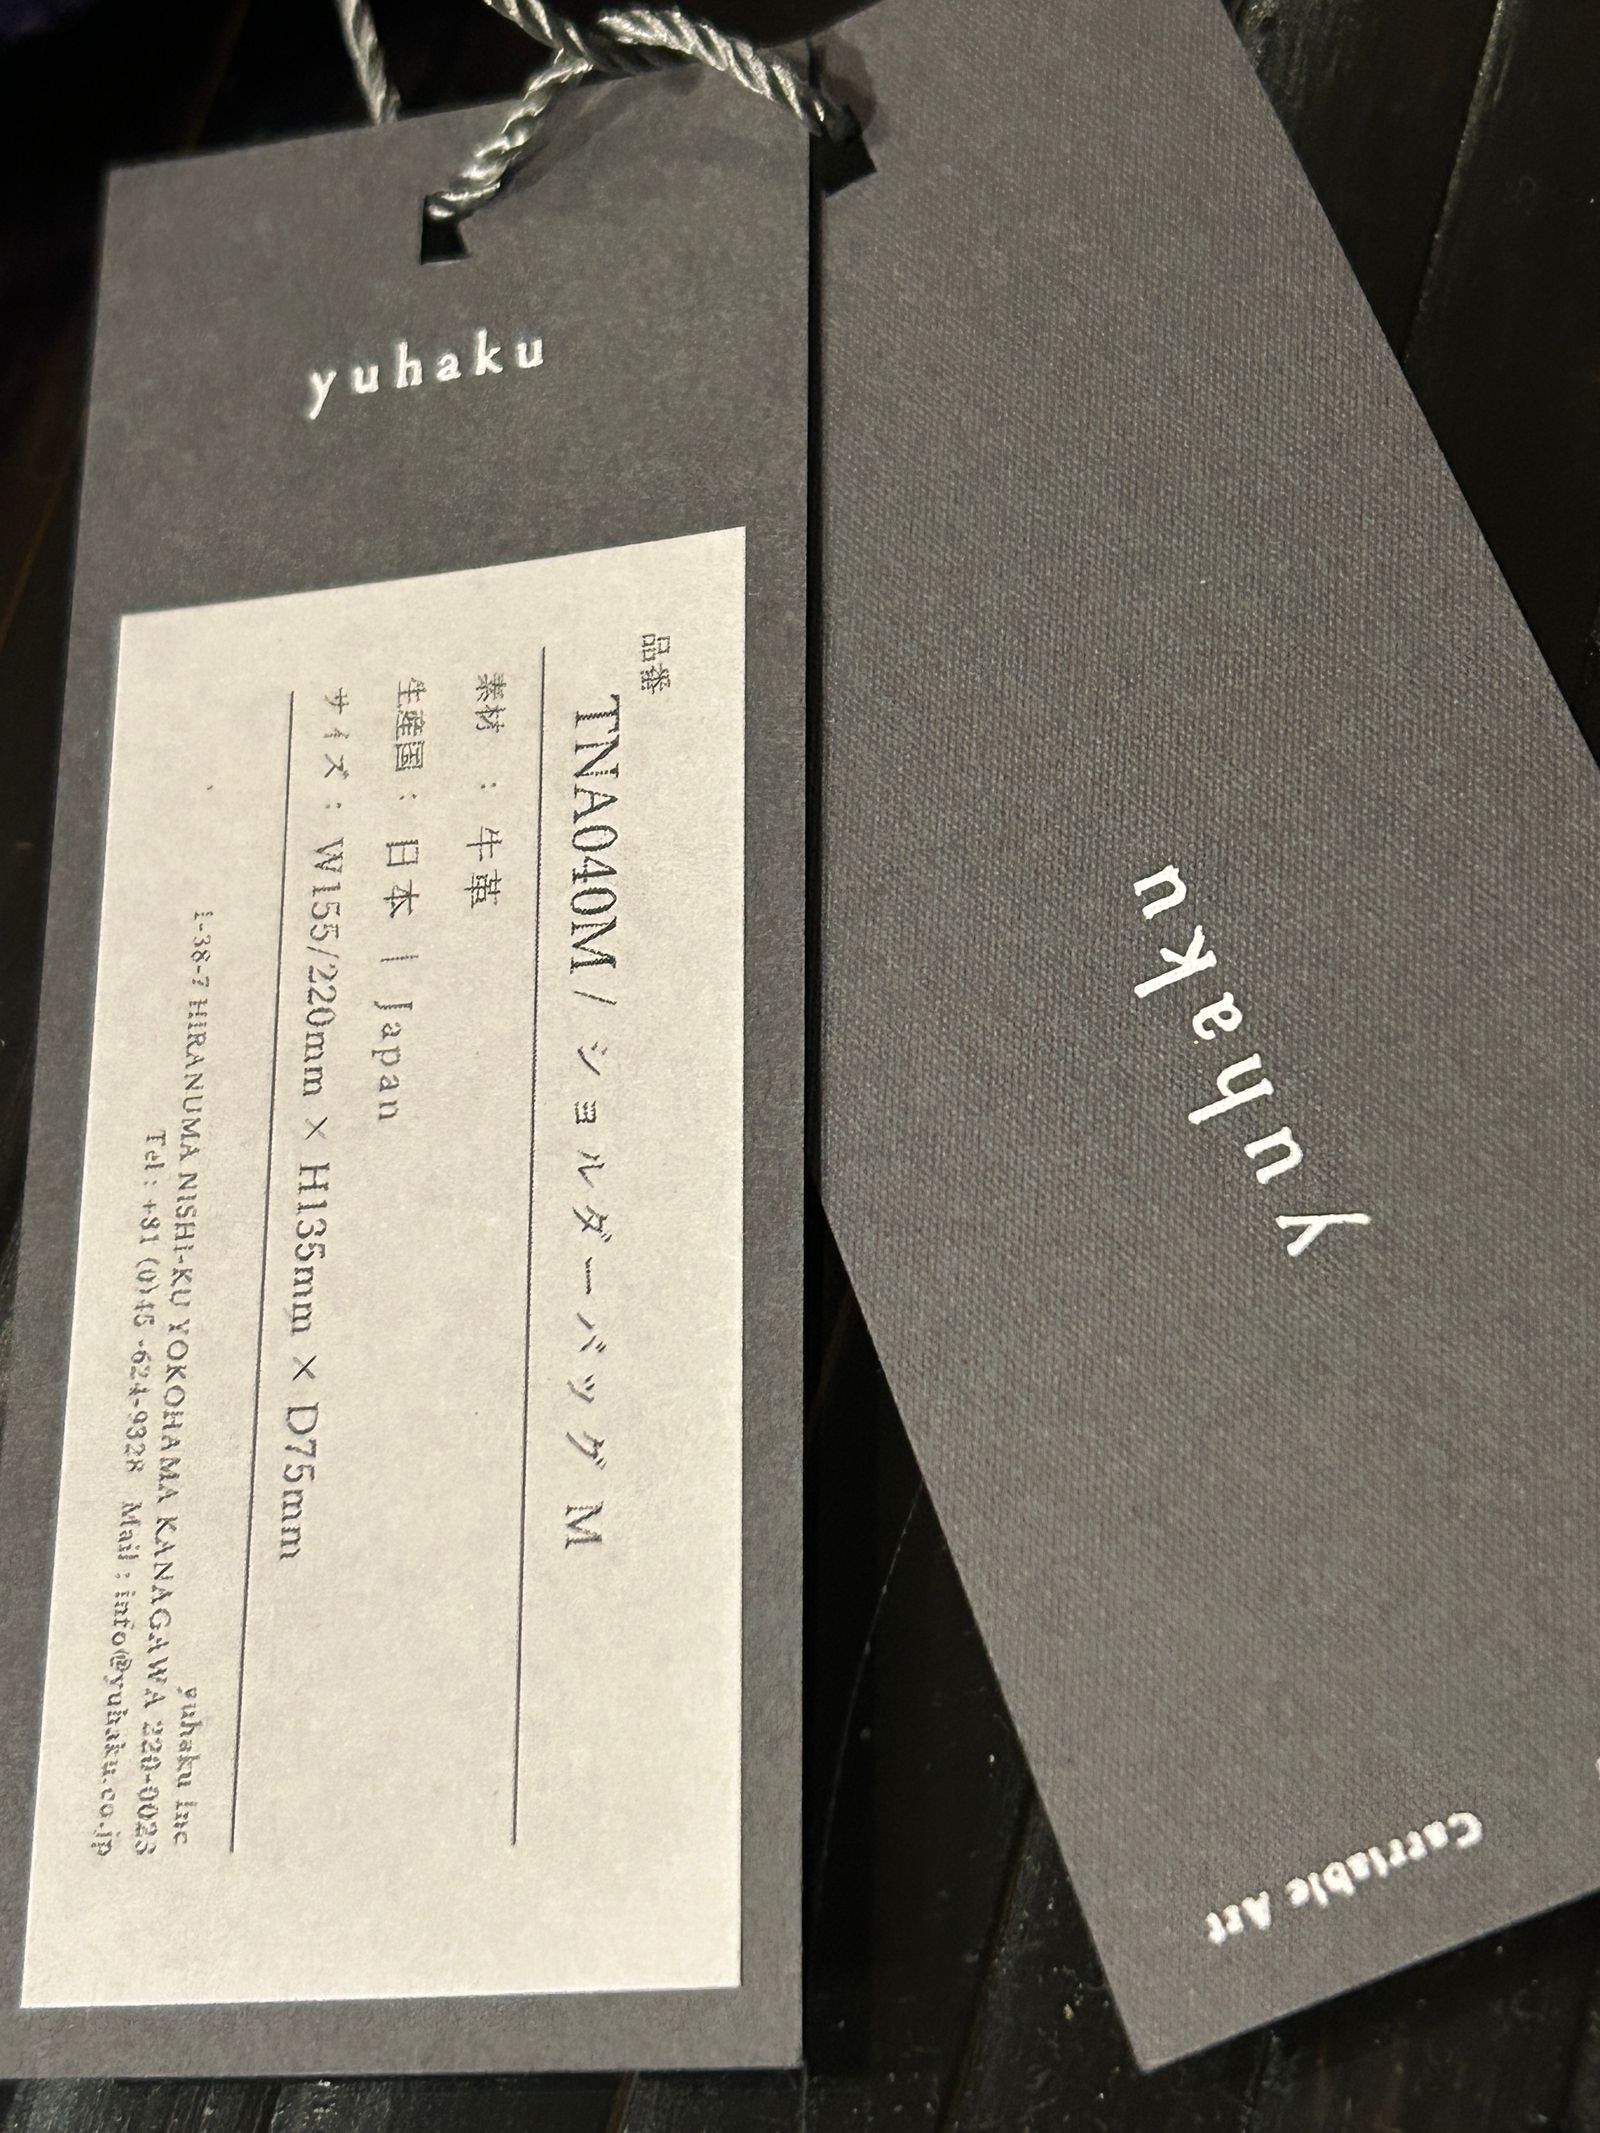 yuhaku
品番
TNA040M / ショルダーバッグ M
素材 : 牛革
生産国 : 日本 | Japan
サイズ : W155/220mm × H135mm × D75mm
yuhaku Inc
1-38-7 HIRANUMA NISHI-KU YOKOHAMA KANAGAWA 220-0023
Tel : +81 (0)45 -624-9328 Mail : info@yuhaku.co.jp
yuhaku
Carriable Art